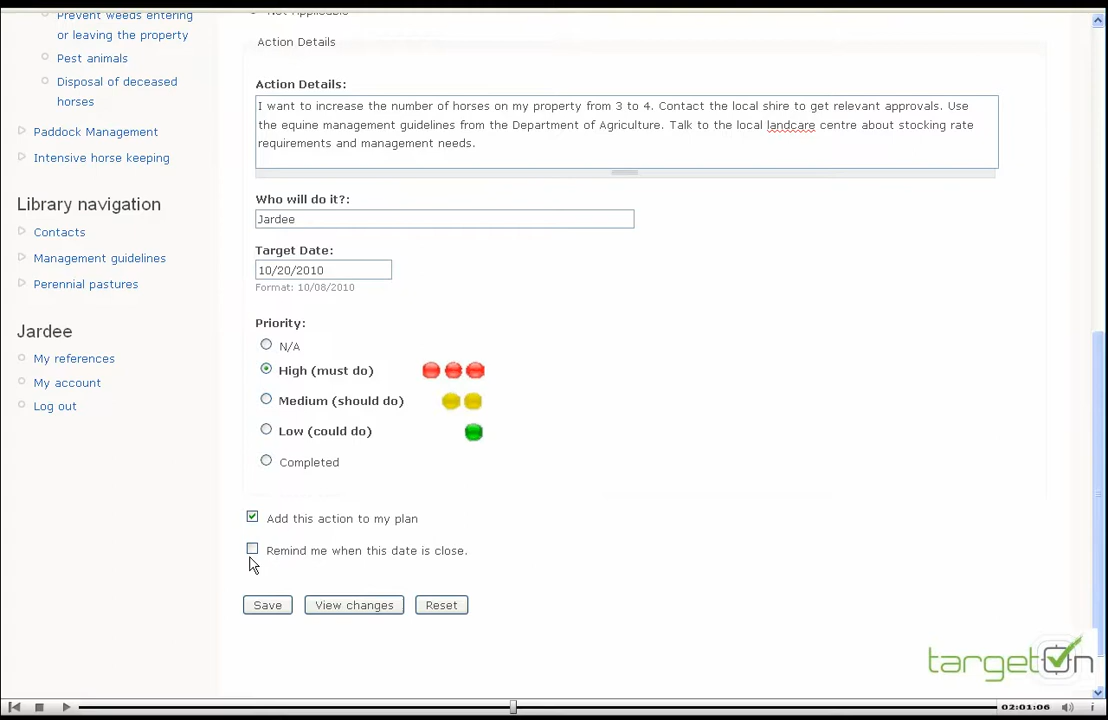 Prevent weeds entering
or leaving the property
Pest animals
Disposal of deceased
horses
Paddock Management
Intensive horse keeping
Library navigation
Contacts
Management guidelines
Perennial pastures
Jardee
My references
My account
Log out
Not Applicable
Action Details
Action Details:
I want to increase the number of horses on my property from 3 to 4. Contact the local shire to get relevant approvals. Use
the equine management guidelines from the Department of Agriculture. Talk to the local landcare centre about stocking rate
requirements and management needs.
Who will do it?:
Jardee
Target Date:
10/20/2010
Format: 10/08/2010
Priority:
N/A
High (must do)
Medium (should do)
Low (could do)
Completed
Add this action to my plan
Remind me when this date is close.
Save View changes Reset
targetOn
02:01:06